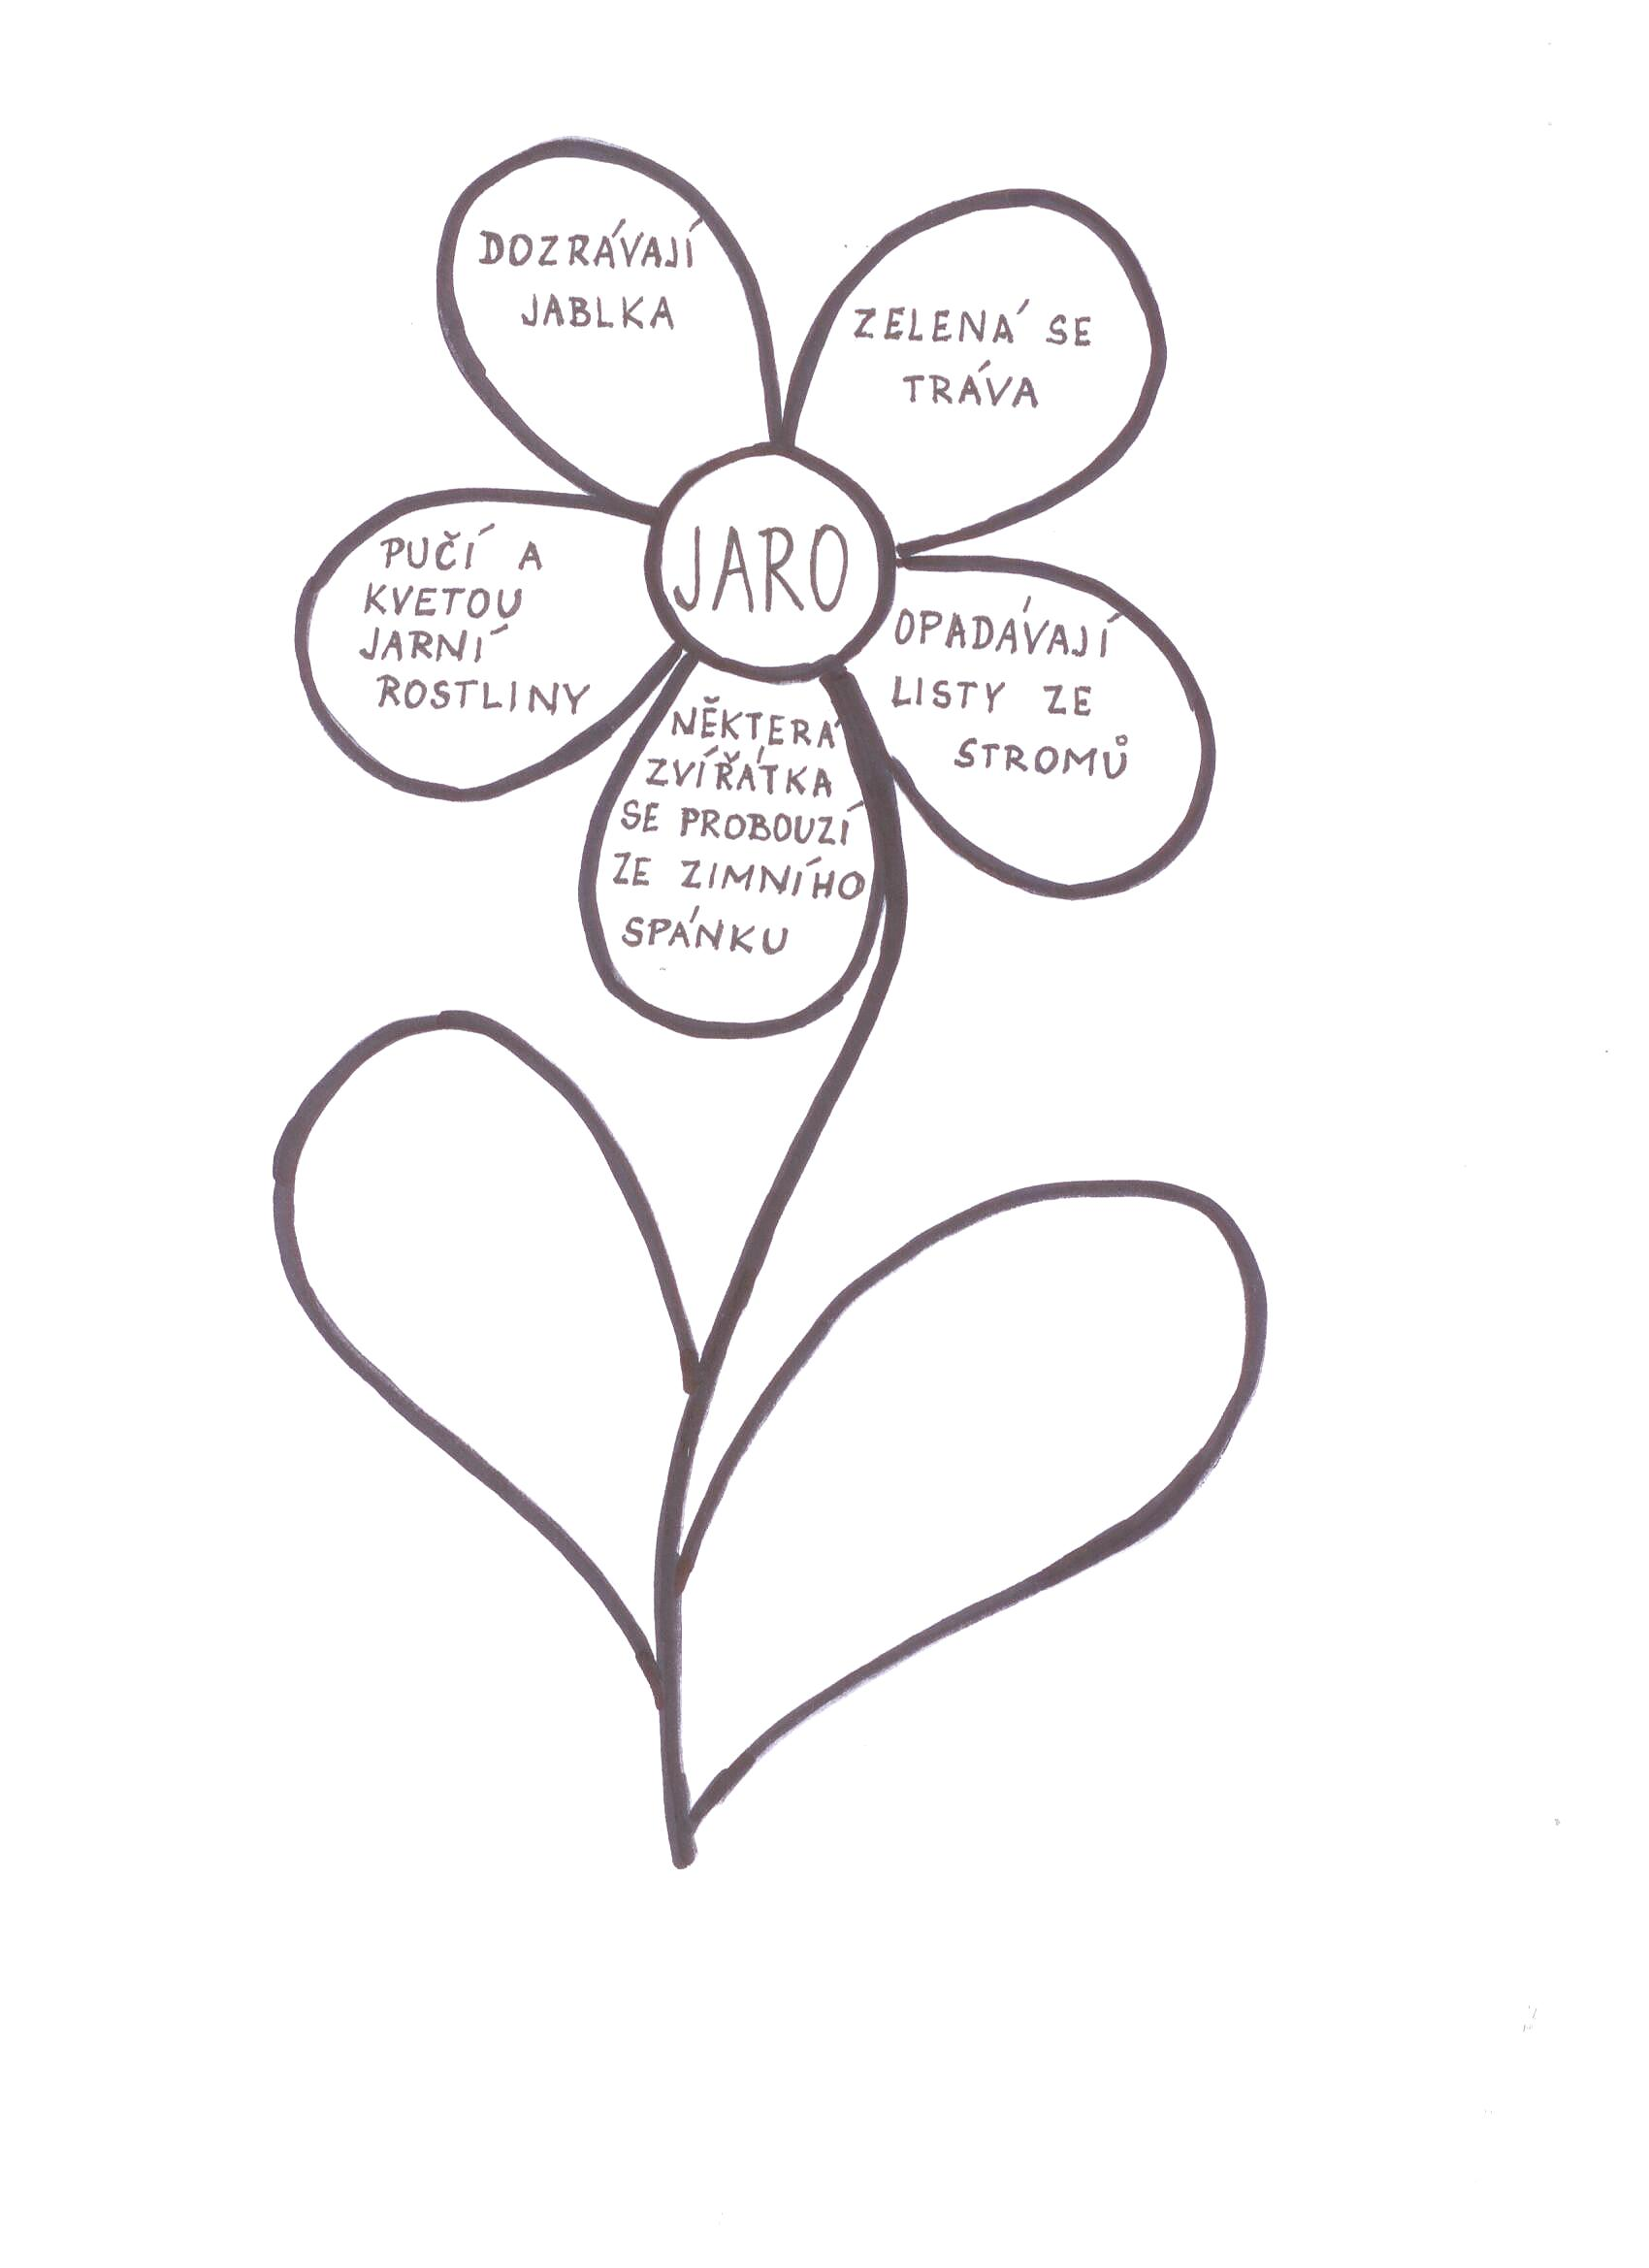 DOZRÁVAJÍ
JABLKA
ZELENÁ SE
TRÁVA
PUČÍ A
KVETOU
JARNÍ
ROSTLINY
JARO
OPADÁVAJÍ
LISTY ZE
STROMŮ
NĚKTERÁ
ZVÍŘÁTKA
SE PROBOUZÍ
ZE ZIMNÍHO
SPÁNKU